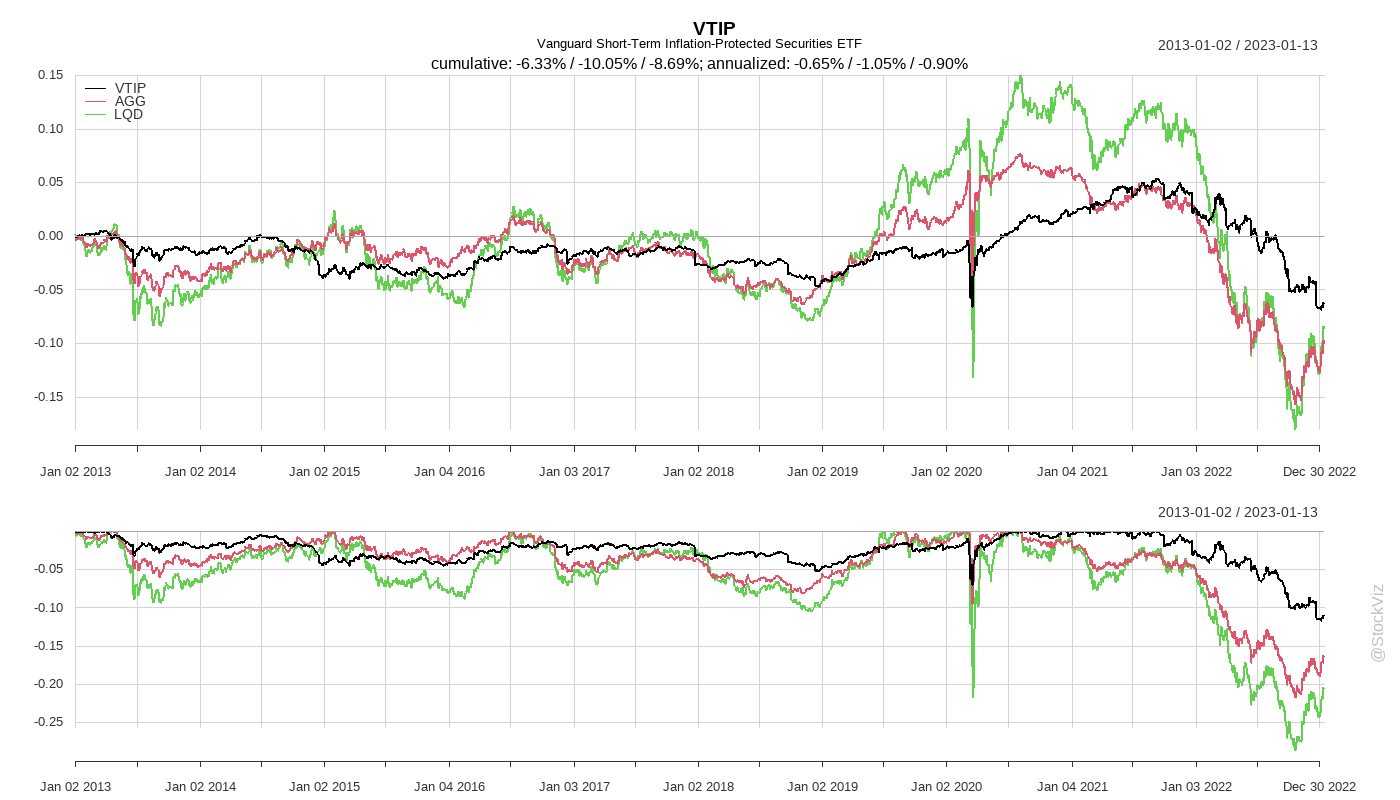 VTIP
Vanguard Short-Term Inflation-Protected Securities ETF
2013-01-02 / 2023-01-13
cumulative: -6.33% / -10.05% / -8.69%; annualized: -0.65% / -1.05% / -0.90%
VTIP
AGG
LQD
0.15
0.10
0.05
0.00
-0.05
-0.10
-0.15
Jan 02 2013 Jan 02 2014 Jan 02 2015 Jan 04 2016 Jan 03 2017 Jan 02 2018 Jan 02 2019 Jan 02 2020 Jan 04 2021 Jan 03 2022 Dec 30 2022
2013-01-02 / 2023-01-13
-0.05
-0.10
-0.15
-0.20
-0.25
Jan 02 2013 Jan 02 2014 Jan 02 2015 Jan 04 2016 Jan 03 2017 Jan 02 2018 Jan 02 2019 Jan 02 2020 Jan 04 2021 Jan 03 2022 Dec 30 2022
@StockViz